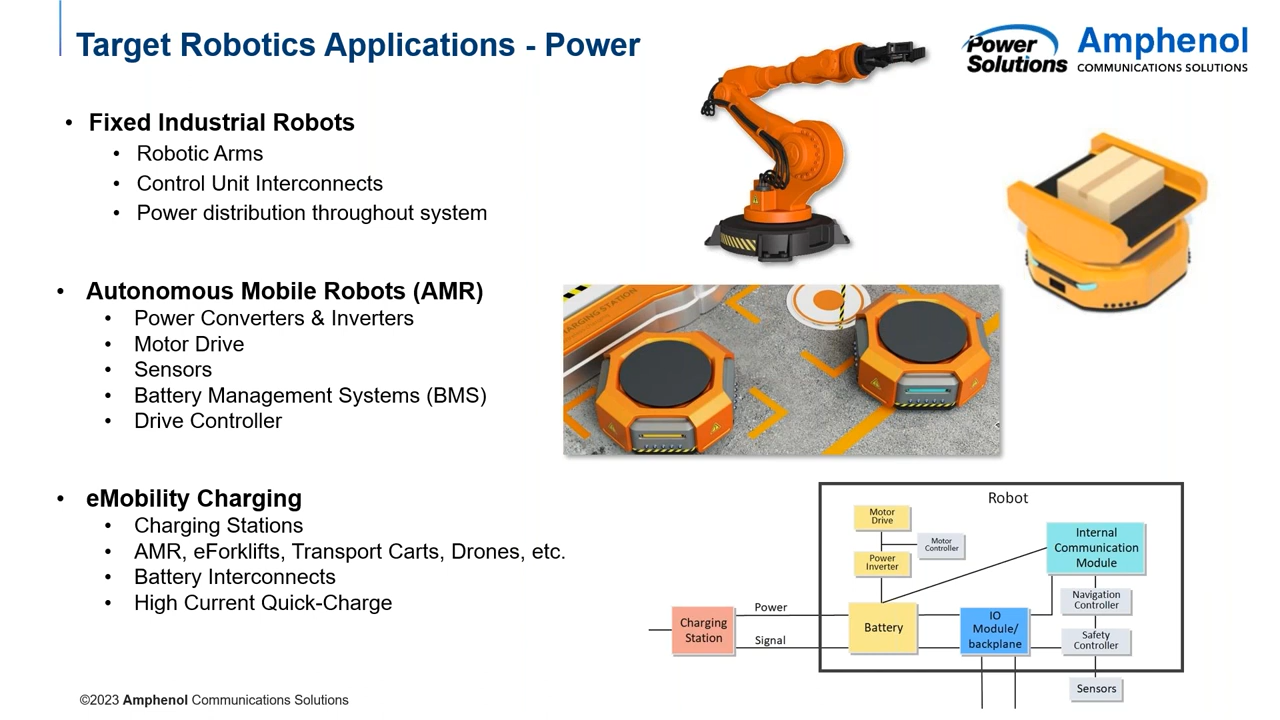 Target Robotics Applications - Power
Power
Solutions
Amphenol
COMMUNICATIONS SOLUTIONS
• Fixed Industrial Robots
• Robotic Arms
• Control Unit Interconnects
• Power distribution throughout system
• Autonomous Mobile Robots (AMR)
• Power Converters & Inverters
• Motor Drive
• Sensors
• Battery Management Systems (BMS)
• Drive Controller
STATION
• eMobility Charging
• Charging Stations
• AMR, eForklifts, Transport Carts, Drones, etc.
• Battery Interconnects
• High Current Quick-Charge
Robot
Motor
Drive
Motor
Controller
Power
Inverter
Internal
Communication
Module
Navigation
Controller
Charging
Station
Power
Signal
Battery
IO
Module/
backplane
Safety
Controller
Sensors
©2023 Amphenol Communications Solutions